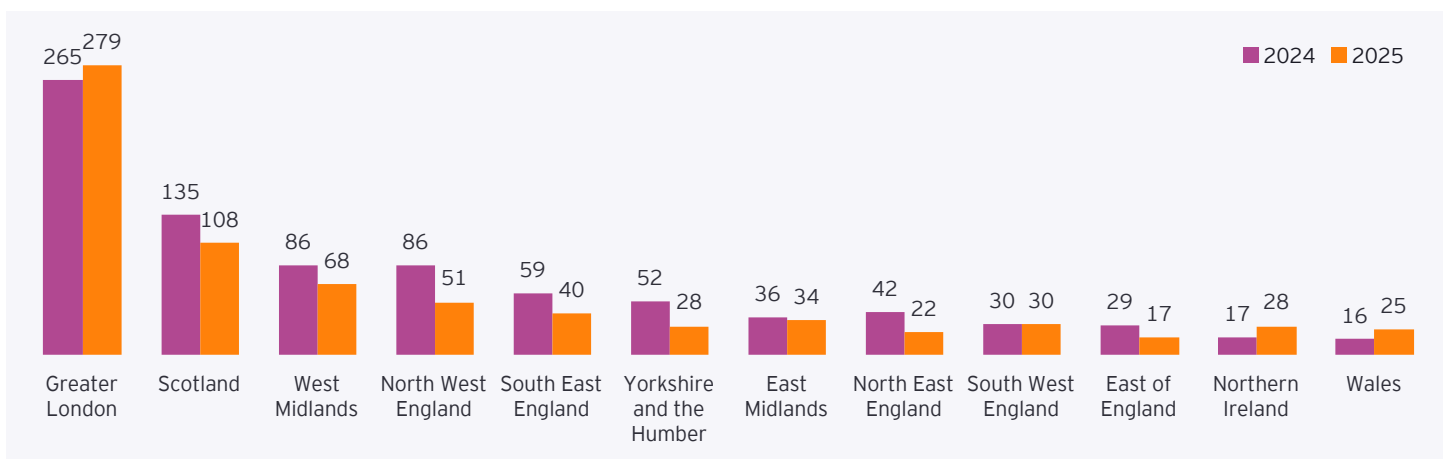 2024 2025
265 279
135 108
86 68
86 51
59 40
52 28
36 34
42 22
30 30
29 17
17 28
16 25
Greater
London
Scotland
West
Midlands
North West
England
South East
England
Yorkshire
and the
Humber
East
Midlands
North East
England
South West
England
East of
England
Northern
Ireland
Wales